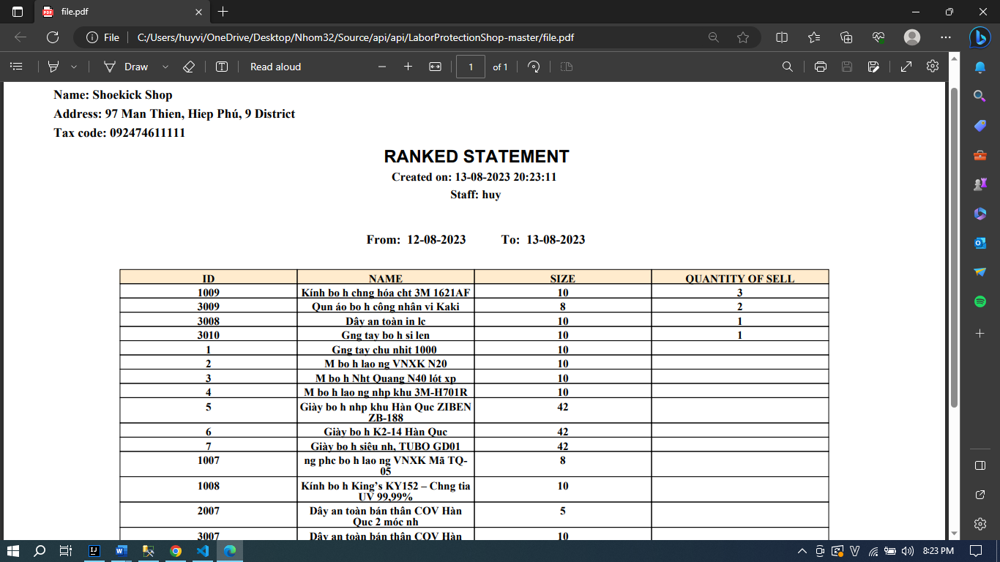 file.pdf
File C:/Users/huyvi/OneDrive/Desktop/Nhom32/Source/api/api/LaborProtectionShop-master/file.pdf
Draw Read aloud 1 of 1
Name: Shoekick Shop
Address: 97 Man Thien, Hiep Phú, 9 District
Tax code: 092474611111
RANKED STATEMENT
Created on: 13-08-2023 20:23:11
Staff: huy
From: 12-08-2023 To: 13-08-2023
ID NAME SIZE QUANTITY OF SELL
1009 Kính bo h chng hóa cht 3M 1621AF 10 3
3009 Qun áo bo h công nhân vi Kaki 8 2
3008 Dây an toàn in lc 10 1
3010 Gng tay bo h si len 10 1
1 Gng tay chu nhit 1000 10
2 M bo h lao ng VNXK N20 10
3 M bo h Nht Quang N40 lót xp 10
4 M bo h lao ng nhp khu 3M-H701R 10
5 Giày bo h nhp khu Hàn Quc ZIBEN 42
ZB-188
6 Giày bo h K2-14 Hàn Quc 42
7 Giày bo h siêu nh, TUBO GD01 42
1007 ng phc bo h lao ng VNXK Mã TQ- 8
05
1008 Kính bo h King’s KY152 – Chng tia 10
UV 99,99%
2007 Dây an toàn bán thân COV Hàn 5
Quc 2 móc nh
3007 Dây an toàn bán thân COV Hàn 10
8:23 PM